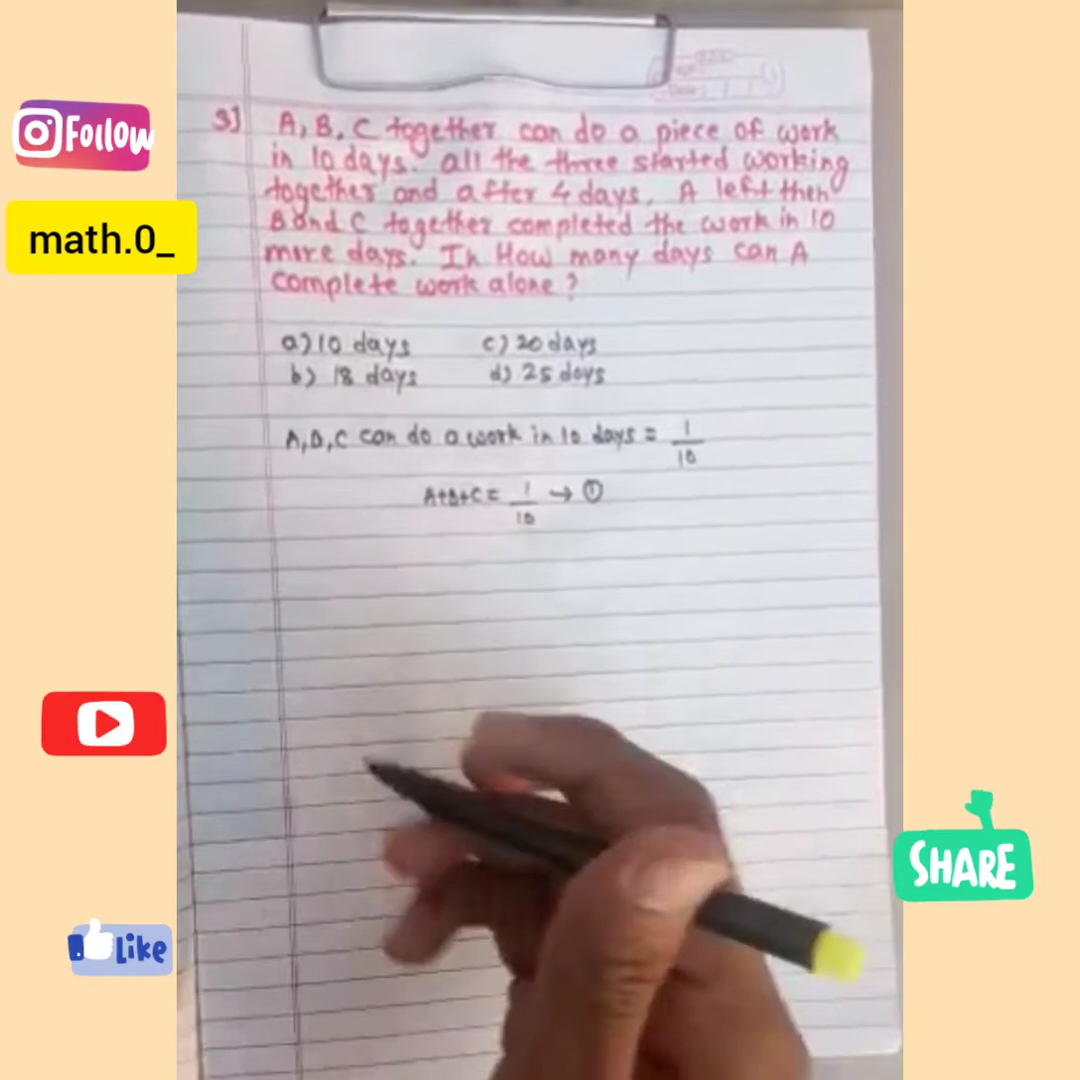 Follow
math.0_
3] A, B, C together can do a piece of work
in 10 days. all the three started working
together and after 4 days, A left then
B and C together completed the work in 10
more days. In How many days can A
complete work alone?
a) 10 days c) 20 days
b) 18 days d) 25 days
A,B,C can do a work in 10 days = 1/10
A+B+C = 1/10 → ①
SHARE
Like